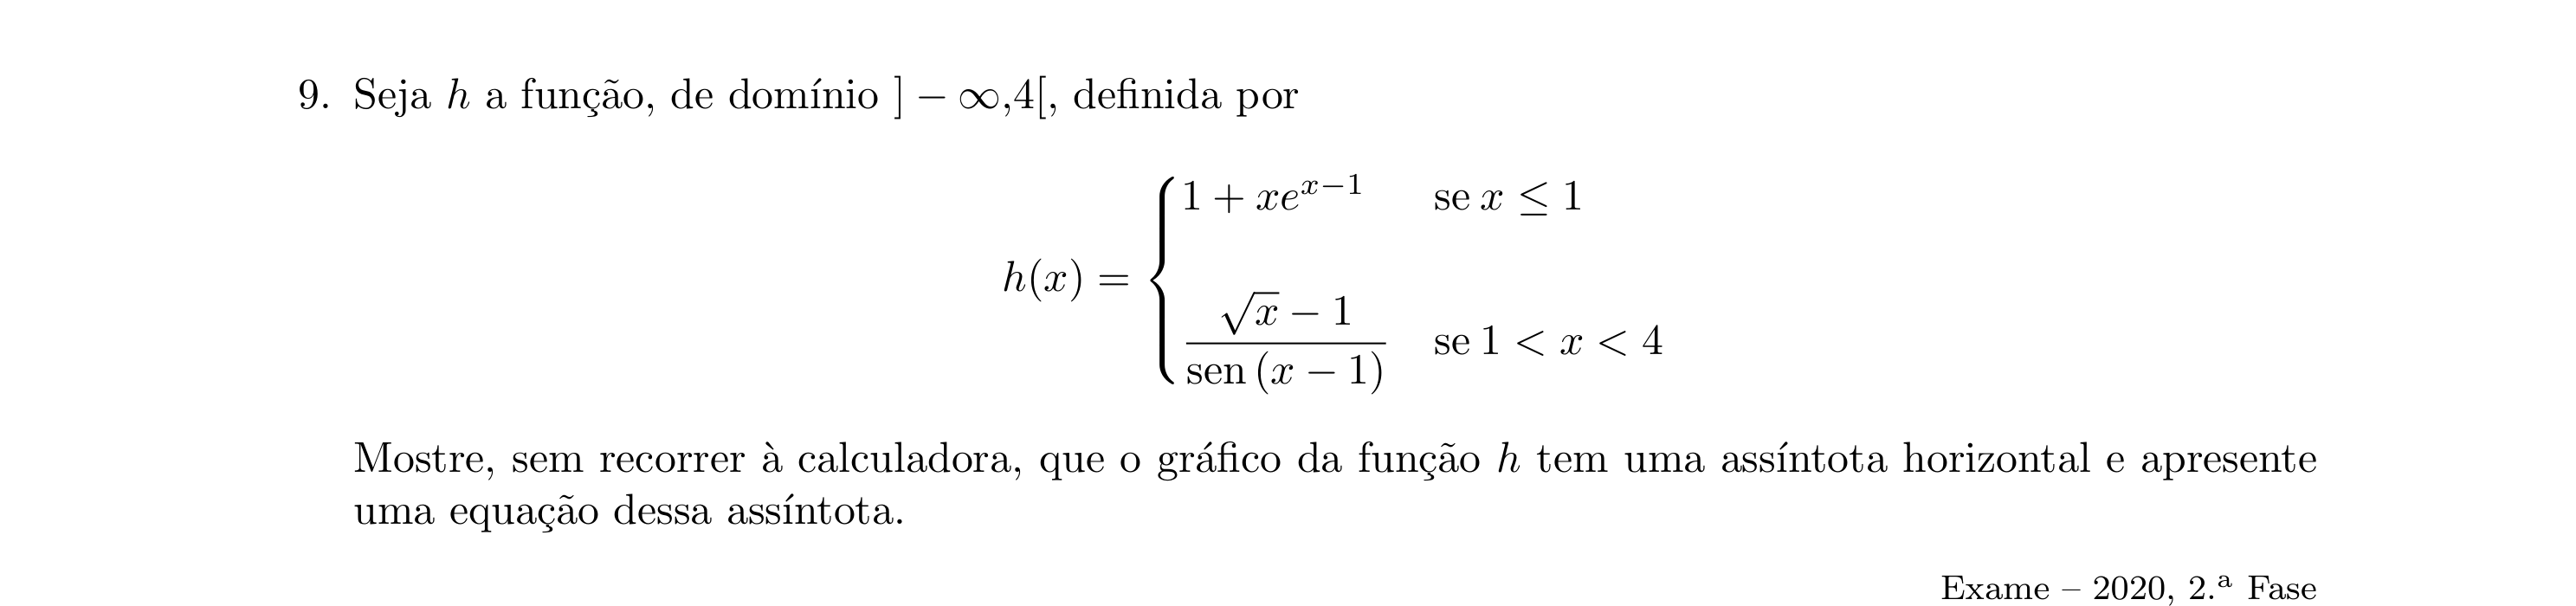 9. Seja h a função, de domínio ] − ∞,4[, definida por
1 + xe^{x−1} se x ≤ 1
h(x) = {
√x − 1 / sen (x − 1) se 1 < x < 4
Mostre, sem recorrer à calculadora, que o gráfico da função h tem uma assíntota horizontal e apresente
uma equação dessa assíntota.
Exame – 2020, 2.ª Fase